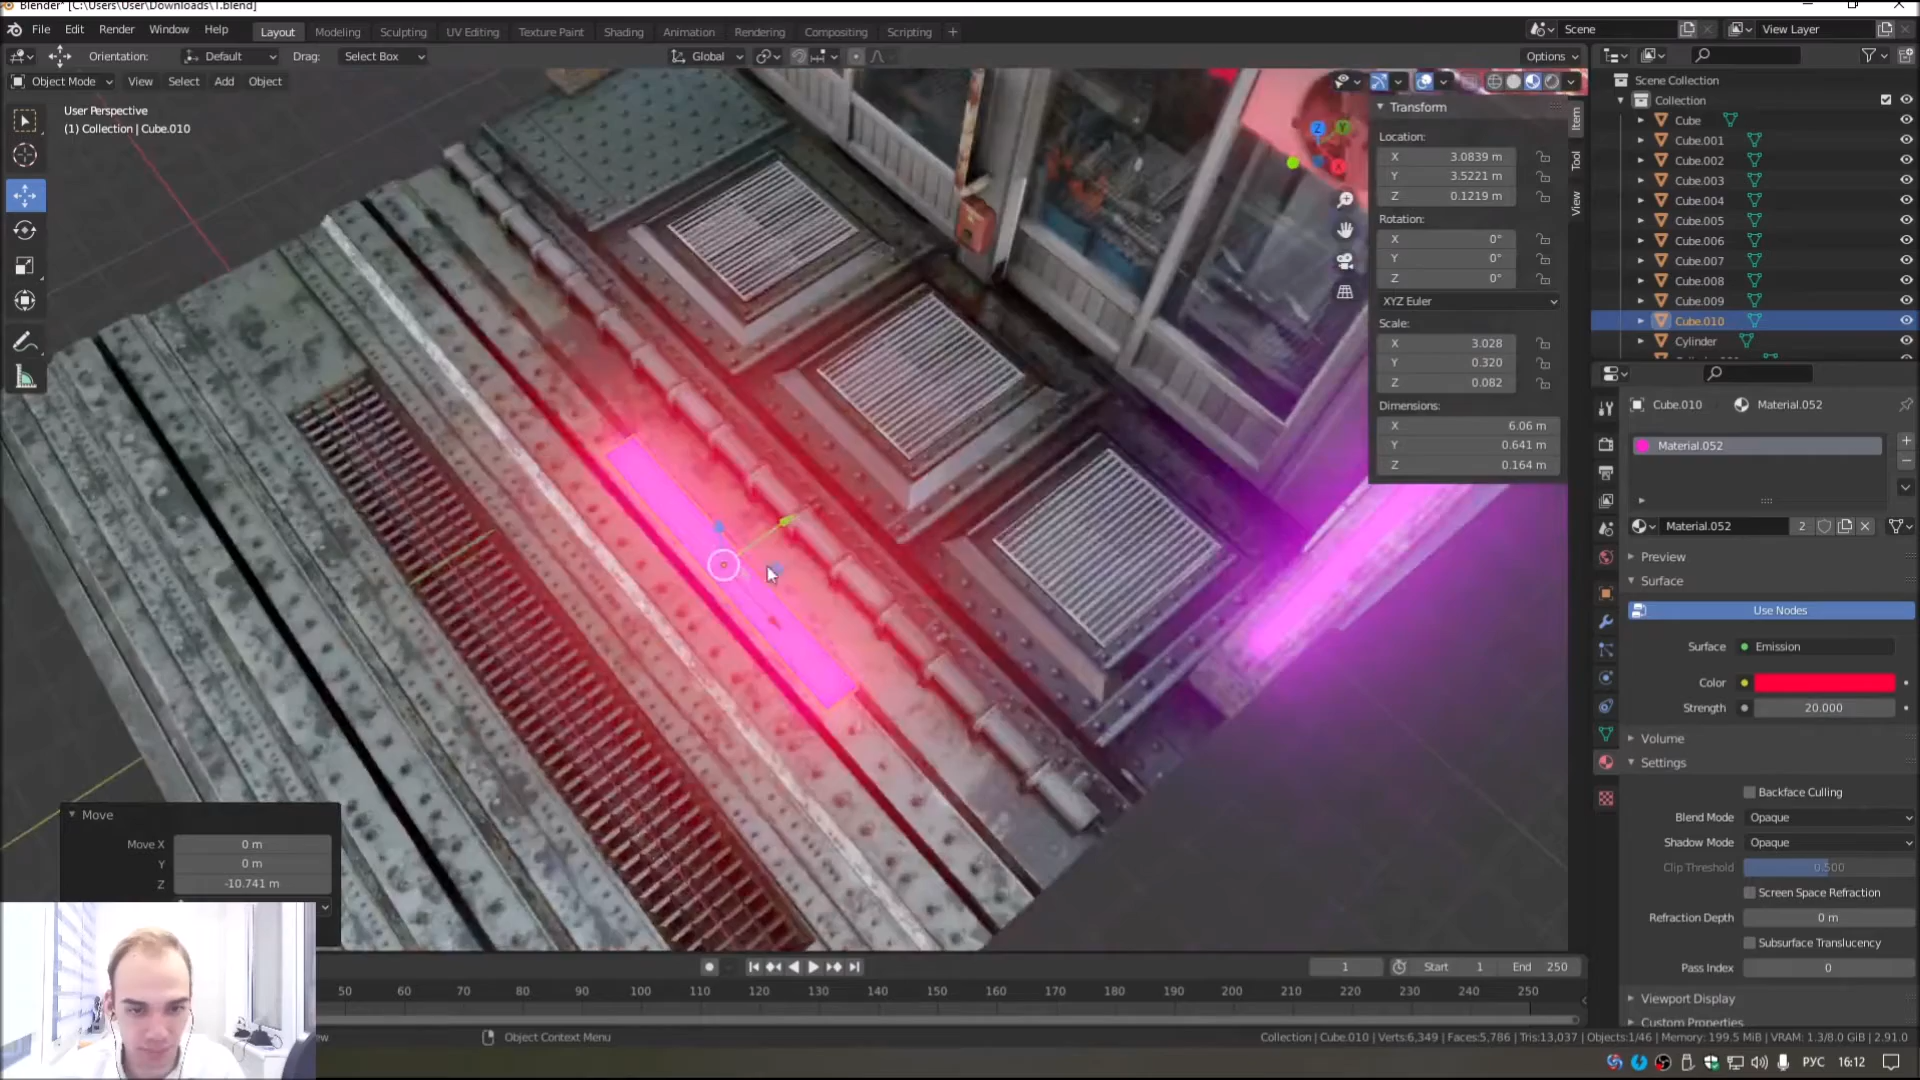 Blender* [C:\Users\User\Downloads\1.blend]
File Edit Render Window Help Layout Modeling Sculpting UV Editing Texture Paint Shading Animation Rendering Compositing Scripting + Scene View Layer
Orientation: Default Drag: Select Box Global Options
Object Mode View Select Add Object
User Perspective
(1) Collection | Cube.010
Transform
Location:
X 3.0839 m
Y 3.5221 m
Z 0.1219 m
Rotation:
X 0°
Y 0°
Z 0°
XYZ Euler
Scale:
X 3.028
Y 0.320
Z 0.082
Dimensions:
X 6.06 m
Y 0.641 m
Z 0.164 m
Item
Tool
View
Z
Y
X
Scene Collection
Collection
Cube
Cube.001
Cube.002
Cube.003
Cube.004
Cube.005
Cube.006
Cube.007
Cube.008
Cube.009
Cube.010
Cylinder
Cube.010 Material.052
Material.052
Material.052 2
Preview
Surface
Use Nodes
Surface Emission
Color
Strength 20.000
Volume
Settings
Backface Culling
Blend Mode Opaque
Shadow Mode Opaque
Clip Threshold 0.500
Screen Space Refraction
Refraction Depth 0 m
Subsurface Translucency
Pass Index 0
Viewport Display
Custom Properties
Move
Move X 0 m
Y 0 m
Z -10.741 m
1 Start 1 End 250
50 60 70 80 90 100 110 120 130 140 150 160 170 180 190 200 210 220 230 240 250
Object Context Menu
Collection | Cube.010 | Verts:6,349 | Faces:5,786 | Tris:13,037 | Objects:1/46 | Memory: 199.5 MiB | VRAM: 1.3/8.0 GiB | 2.91.0
РУС 16:12